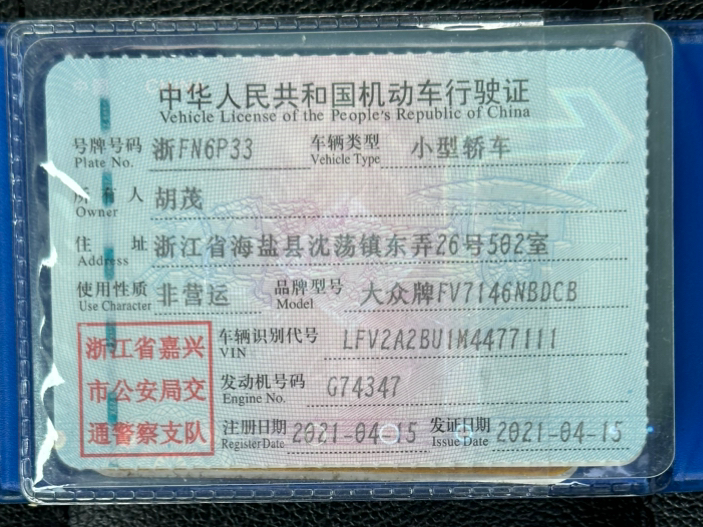 中华人民共和国机动车行驶证
Vehicle License of the People's Republic of China
号牌号码 浙FN6P33 车辆类型 小型轿车
Plate No. Vehicle Type
所有人 胡茂
Owner
住址 浙江省海盐县沈荡镇东弄26号502室
Address
使用性质 非营运 品牌型号 大众牌FV7146NBDCB
Use Character Model
浙江省嘉兴
市公安局交
通警察支队
车辆识别代号 LFV2A2BU1M4477111
VIN
发动机号码 G74347
Engine No.
注册日期 2021-04-15 发证日期 2021-04-15
Register Date Issue Date